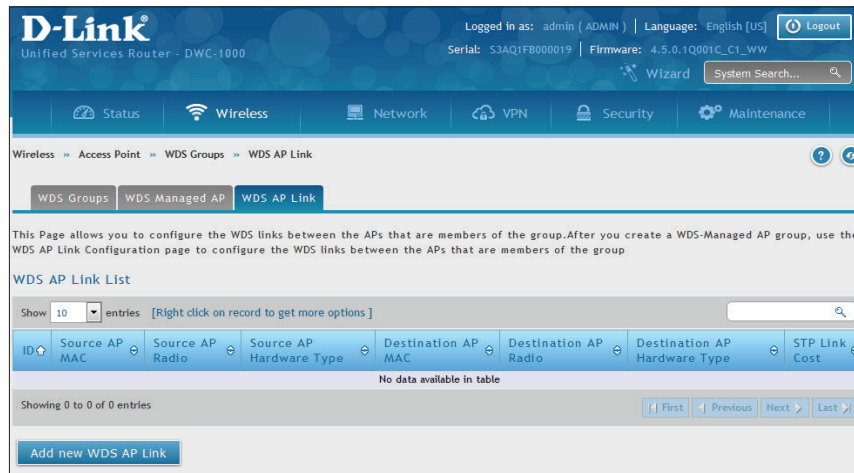 D-Link®
Unified Services Router - DWC-1000
Logged in as: admin ( ADMIN ) | Language: English [US] Logout
Serial: S3AQ1FB000019 | Firmware: 4.5.0.1Q001C_C1_WW
Wizard System Search...
Status Wireless Network VPN Security Maintenance
Wireless » Access Point » WDS Groups » WDS AP Link
WDS Groups WDS Managed AP WDS AP Link
This Page allows you to configure the WDS links between the APs that are members of the group.After you create a WDS-Managed AP group, use the
WDS AP Link Configuration page to configure the WDS links between the APs that are members of the group
WDS AP Link List
Show 10 entries [Right click on record to get more options ]
ID Source AP MAC Source AP Radio Source AP Hardware Type Destination AP MAC Destination AP Radio Destination AP Hardware Type STP Link Cost
No data available in table
Showing 0 to 0 of 0 entries
First Previous Next Last
Add new WDS AP Link